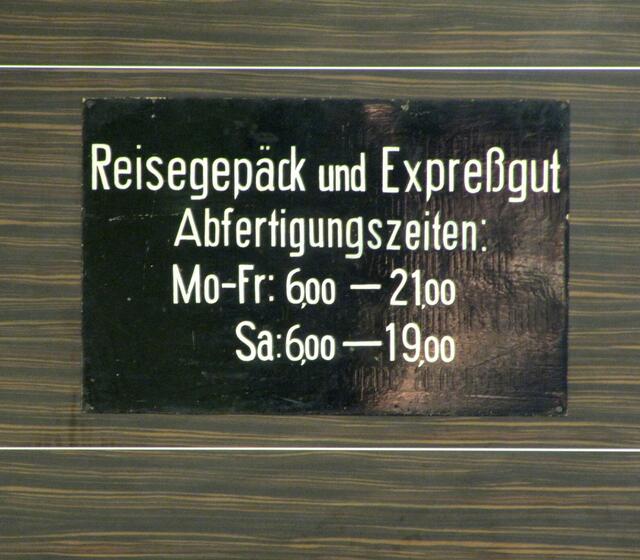 Reisegepäck und Expreßgut
Abfertigungszeiten:
Mo-Fr: 6,00 — 21,00
Sa: 6,00 — 19,00